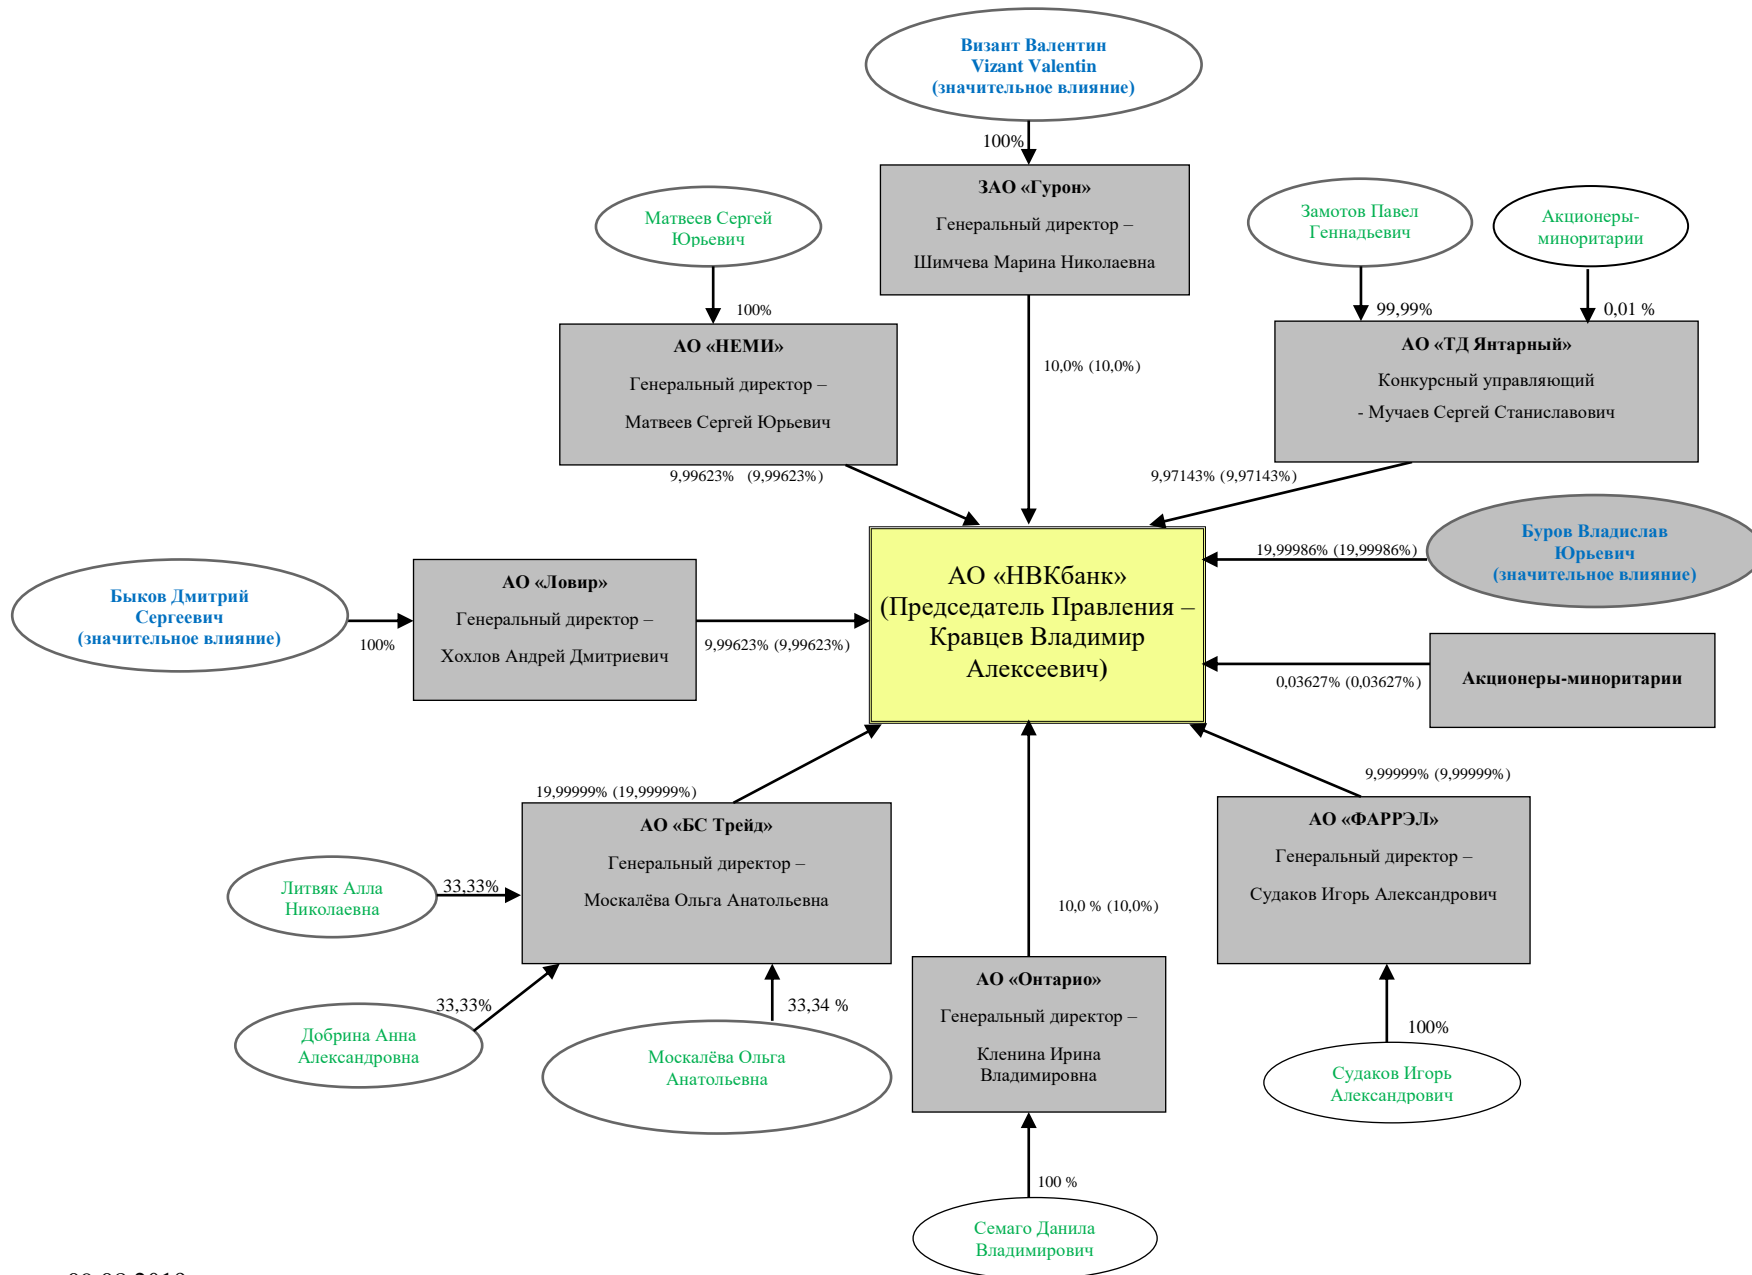 Визант Валентин
Vizant Valentin
(значительное влияние)
100%
ЗАО «Гурон»
Генеральный директор –
Шимчева Марина Николаевна
Матвеев Сергей
Юрьевич
100%
Замотов Павел
Геннадьевич
Акционеры-
миноритарии
99,99%
0,01 %
АО «НЕМИ»
Генеральный директор –
Матвеев Сергей Юрьевич
10,0% (10,0%)
АО «ТД Янтарный»
Конкурсный управляющий
- Мучаев Сергей Станиславович
9,99623% (9,99623%)
9,97143% (9,97143%)
Быков Дмитрий
Сергеевич
(значительное влияние)
100%
АО «Ловир»
Генеральный директор –
Хохлов Андрей Дмитриевич
9,99623% (9,99623%)
АО «НВКбанк»
(Председатель Правления –
Кравцев Владимир
Алексеевич)
19,99986% (19,99986%)
Буров Владислав
Юрьевич
(значительное влияние)
0,03627% (0,03627%)
Акционеры-миноритарии
19,99999% (19,99999%)
9,99999% (9,99999%)
АО «БС Трейд»
Генеральный директор –
Москалёва Ольга Анатольевна
АО «ФАРРЭЛ»
Генеральный директор –
Судаков Игорь Александрович
Литвяк Алла
Николаевна
33,33%
10,0 % (10,0%)
Добрина Анна
Александровна
33,33%
33,34 %
Москалёва Ольга
Анатольевна
АО «Онтарио»
Генеральный директор –
Кленина Ирина
Владимировна
100%
Судаков Игорь
Александрович
100 %
Семаго Данила
Владимирович